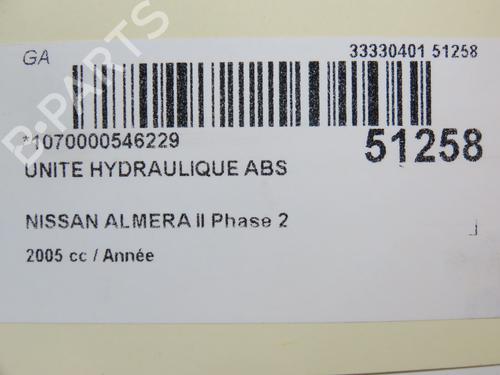 GA 33330401 51258
*1070000546229 51258
UNITE HYDRAULIQUE ABS
NISSAN ALMERA II Phase 2
2005 cc / Année
B-PARTS